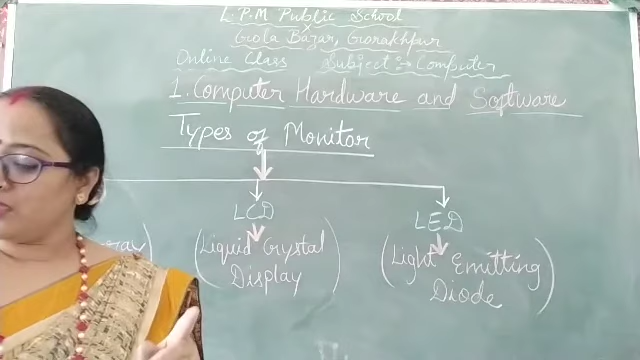 L.P.M Public School
Gola Bazar, Gorakhpur
Online Class Subject :- Computer
1. Computer Hardware and Software
Types of Monitor
LCD LED
(Liquid Crystal (Light Emitting
Display) Diode)